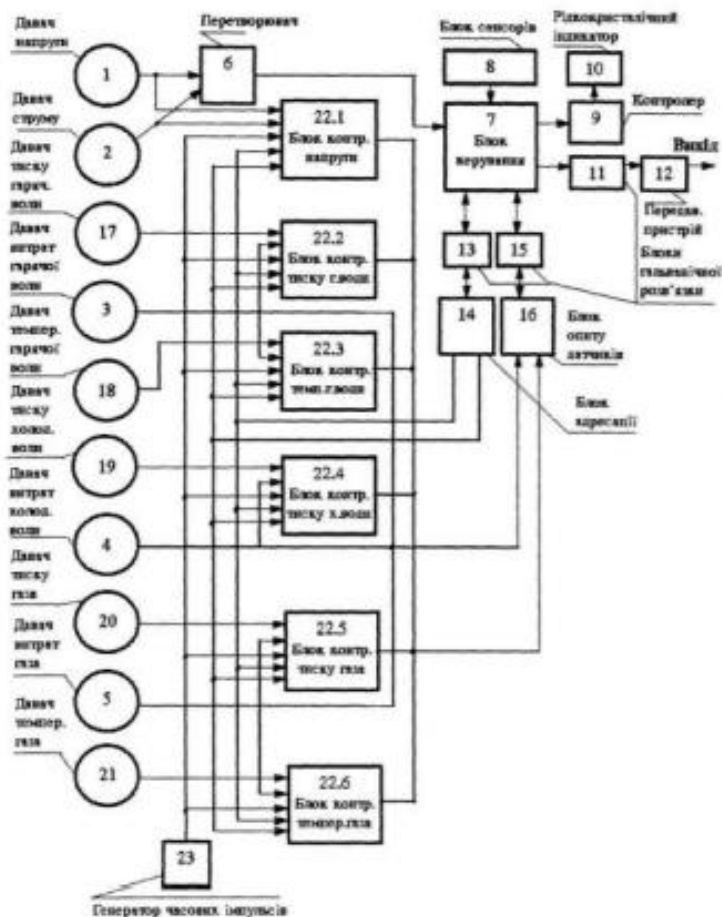 Давач
напруги
1
Давач
струму
2
Давач
тиску
гаряч.
води
17
Давач
витрат
гарячої
води
3
Давач
темпер.
гарячої
води
18
Давач
тиску
холод.
води
19
Давач
витрат
холод.
води
4
Давач
тиску
газа
20
Давач
витрат
газа
5
Давач
темпер.
газа
21
Перетворювач
6
22.1
Блок контр.
напруги
22.2
Блок контр.
тиску г.води
22.3
Блок контр.
темп.г.води
22.4
Блок контр.
тиску х.води
22.5
Блок контр.
тиску газа
22.6
Блок контр.
темпер.газа
23
Генератор часових імпульсів
Блок сенсорів
8
7
Блок
керування
Рідкокристалічний
індикатор
10
9
Контролер
Вихід
11
12
Передав.
пристрій
13
15
Блоки
гальванічної
розв'язки
14
16
Блок
опиту
датчиків
Блок
адресації